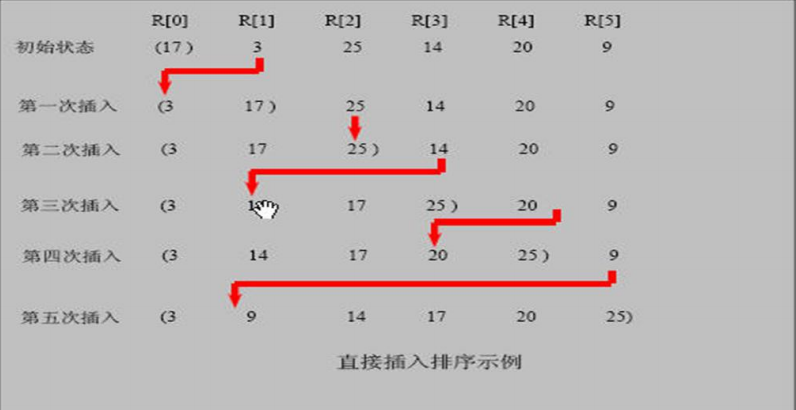 R[0] R[1] R[2] R[3] R[4] R[5]
初始状态 (17) 3 25 14 20 9
第一次插入 (3 17) 25 14 20 9
第二次插入 (3 17 25) 14 20 9
第三次插入 (3 17 25) 20 9
第四次插入 (3 14 17 20 25) 9
第五次插入 (3 9 14 17 20 25)
直接插入排序示例